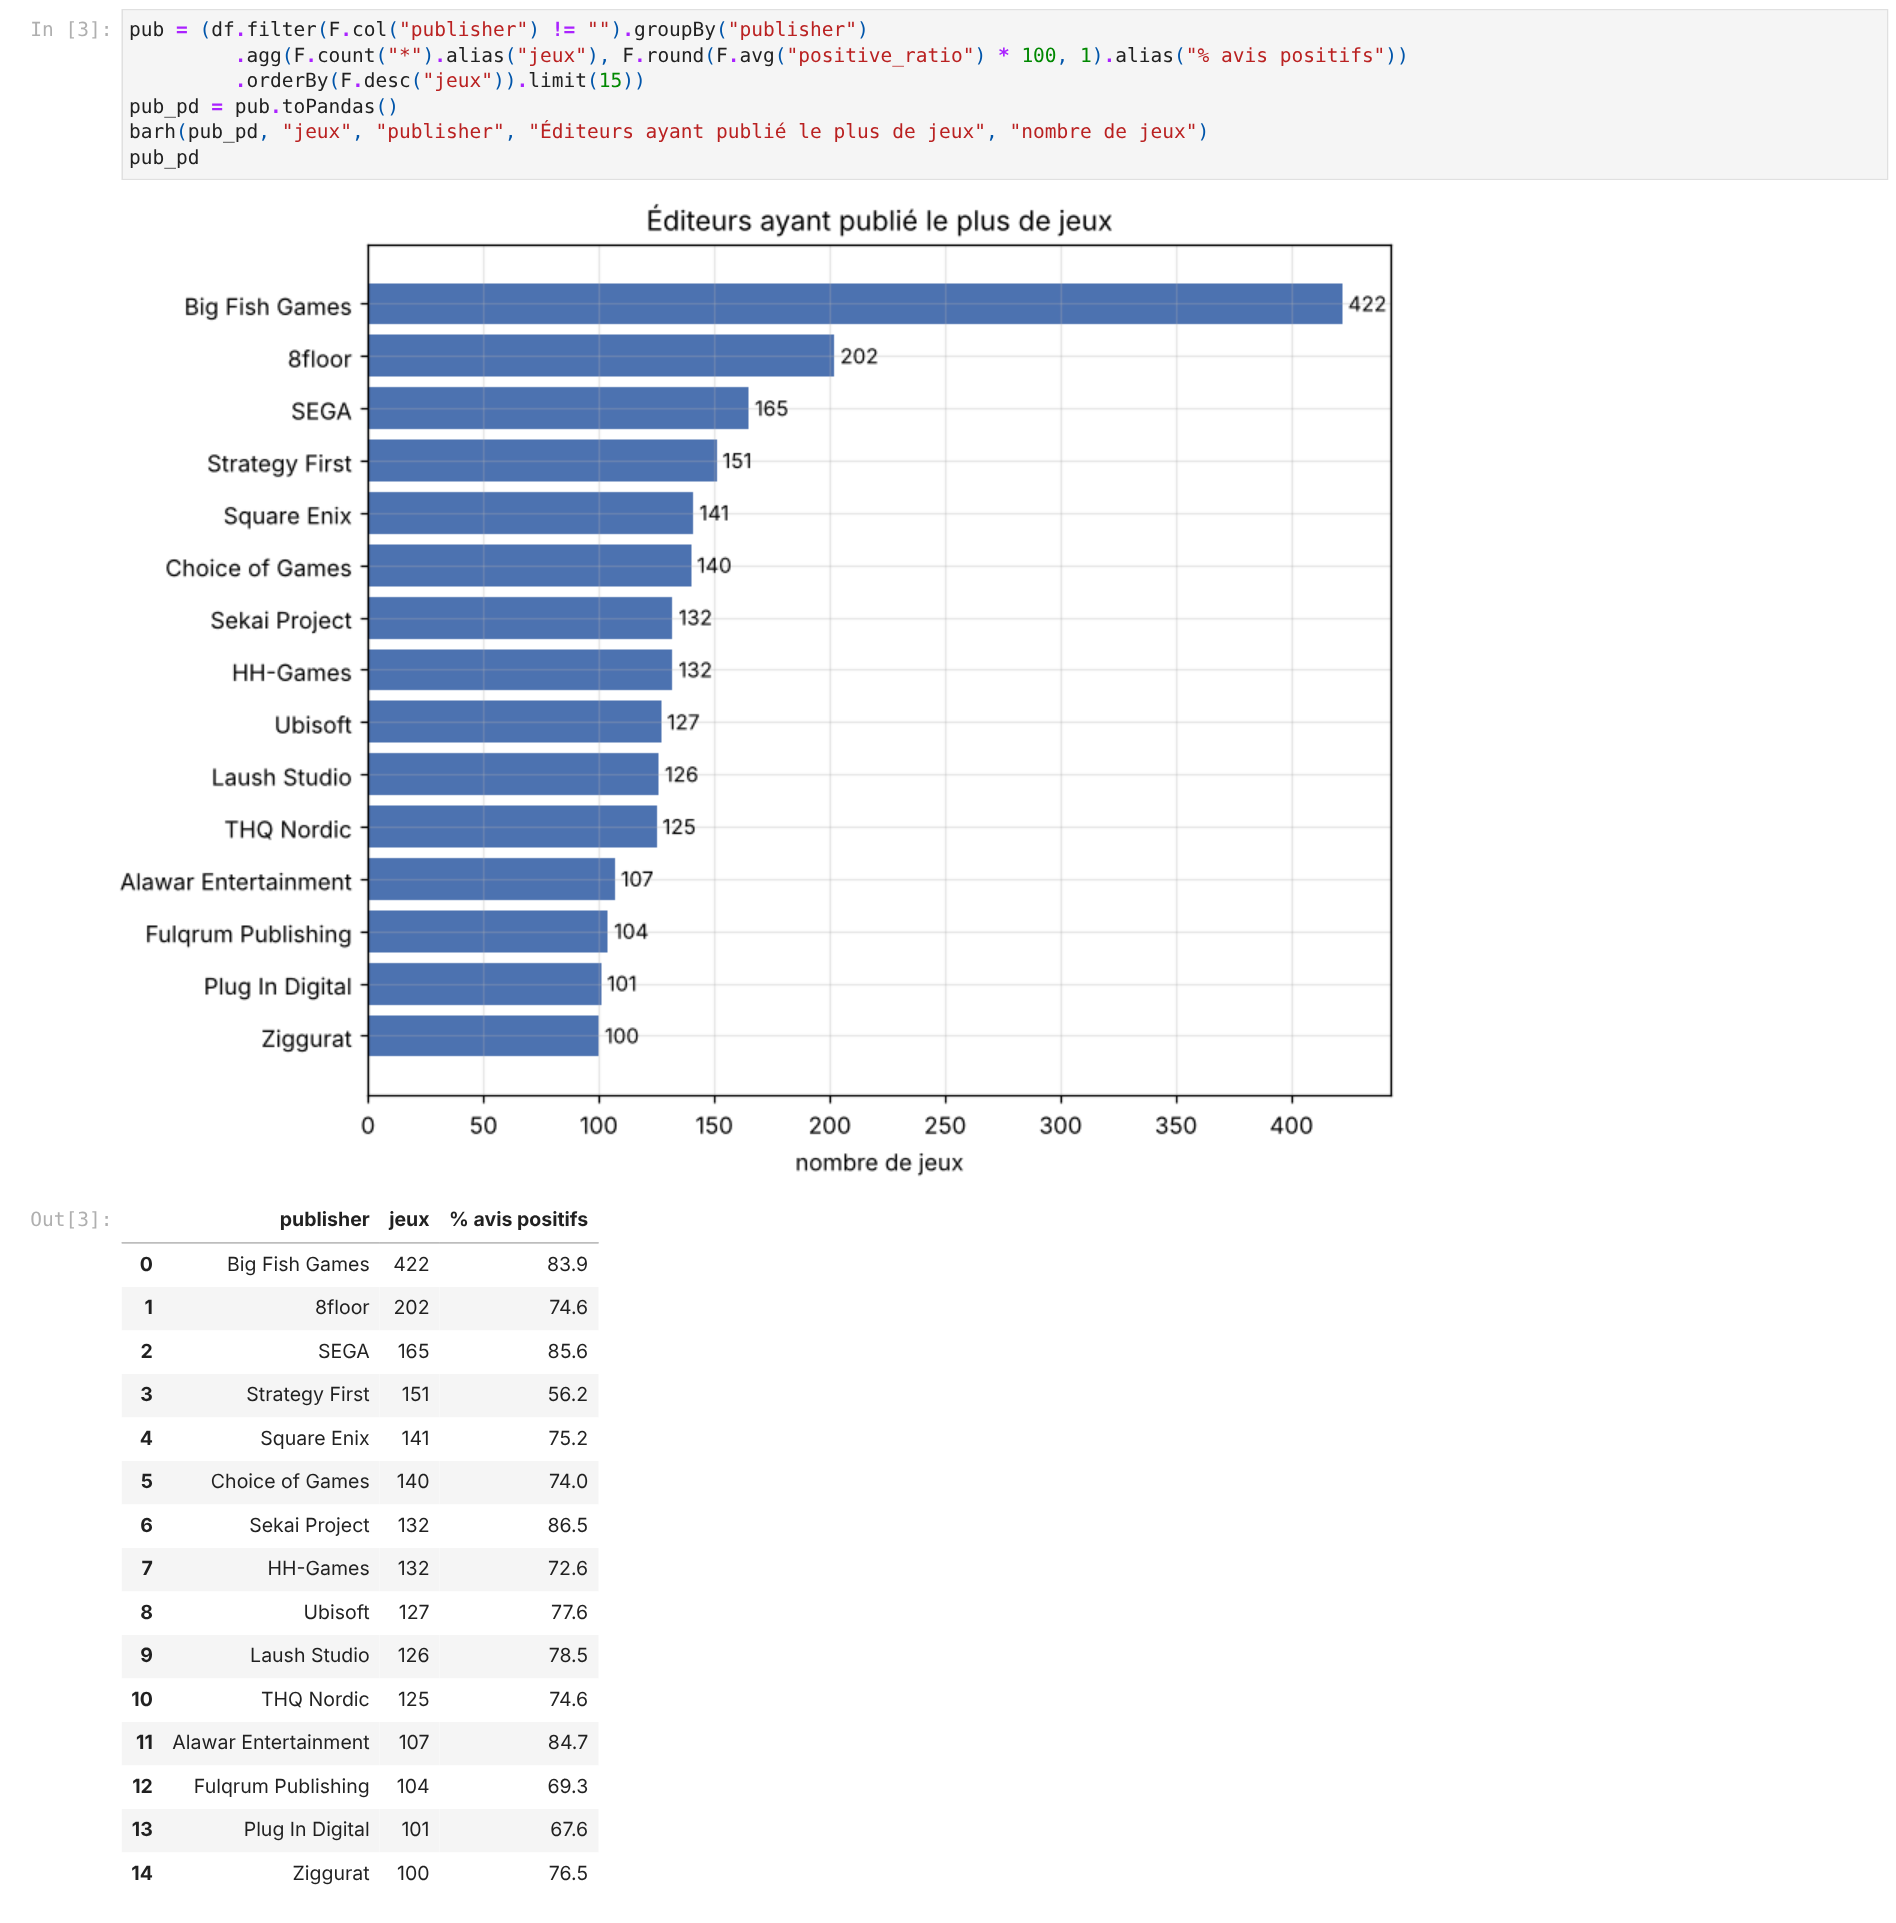 In [3]:
pub = (df.filter(F.col("publisher") != "").groupBy("publisher")
.agg(F.count("*").alias("jeux"), F.round(F.avg("positive_ratio") * 100, 1).alias("% avis positifs"))
.orderBy(F.desc("jeux")).limit(15))
pub_pd = pub.toPandas()
barh(pub_pd, "jeux", "publisher", "Éditeurs ayant publié le plus de jeux", "nombre de jeux")
pub_pd
Éditeurs ayant publié le plus de jeux
Big Fish Games 422
8floor 202
SEGA 165
Strategy First 151
Square Enix 141
Choice of Games 140
Sekai Project 132
HH-Games 132
Ubisoft 127
Laush Studio 126
THQ Nordic 125
Alawar Entertainment 107
Fulqrum Publishing 104
Plug In Digital 101
Ziggurat 100
0 50 100 150 200 250 300 350 400
nombre de jeux
Out[3]:
publisher jeux % avis positifs
0 Big Fish Games 422 83.9
1 8floor 202 74.6
2 SEGA 165 85.6
3 Strategy First 151 56.2
4 Square Enix 141 75.2
5 Choice of Games 140 74.0
6 Sekai Project 132 86.5
7 HH-Games 132 72.6
8 Ubisoft 127 77.6
9 Laush Studio 126 78.5
10 THQ Nordic 125 74.6
11 Alawar Entertainment 107 84.7
12 Fulqrum Publishing 104 69.3
13 Plug In Digital 101 67.6
14 Ziggurat 100 76.5